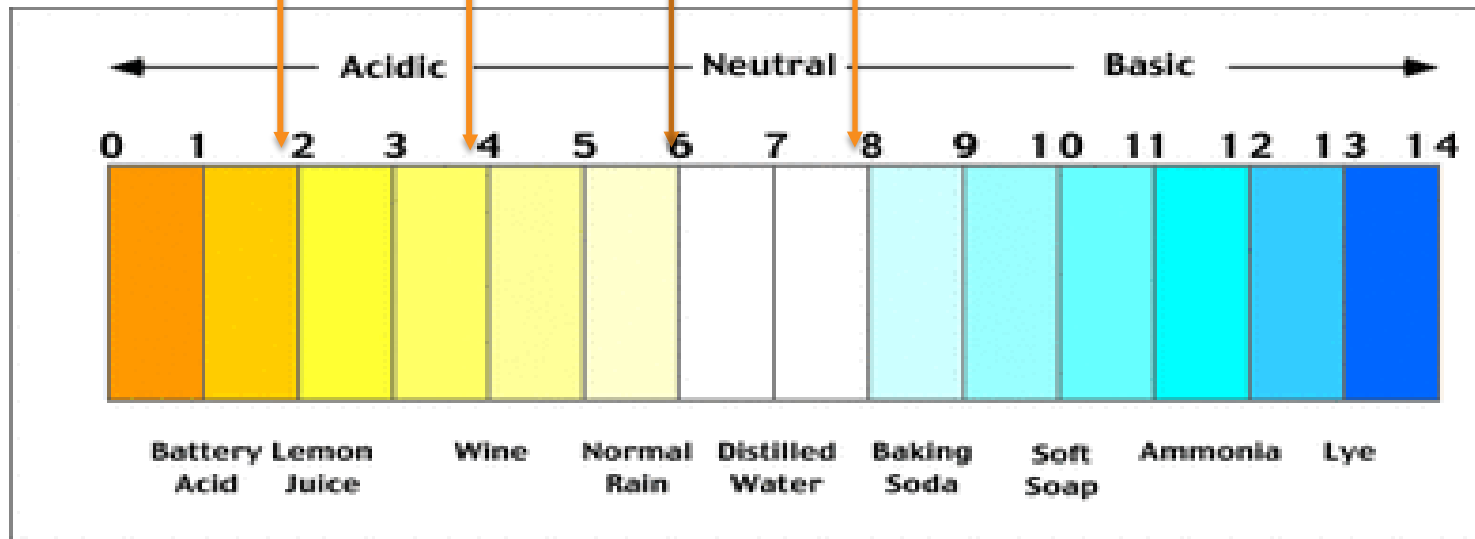 Acidic Neutral Basic
0 1 2 3 4 5 6 7 8 9 10 11 12 13 14
Battery Lemon Wine Normal Distilled Baking Soft Ammonia Lye
Acid Juice Rain Water Soda Soap